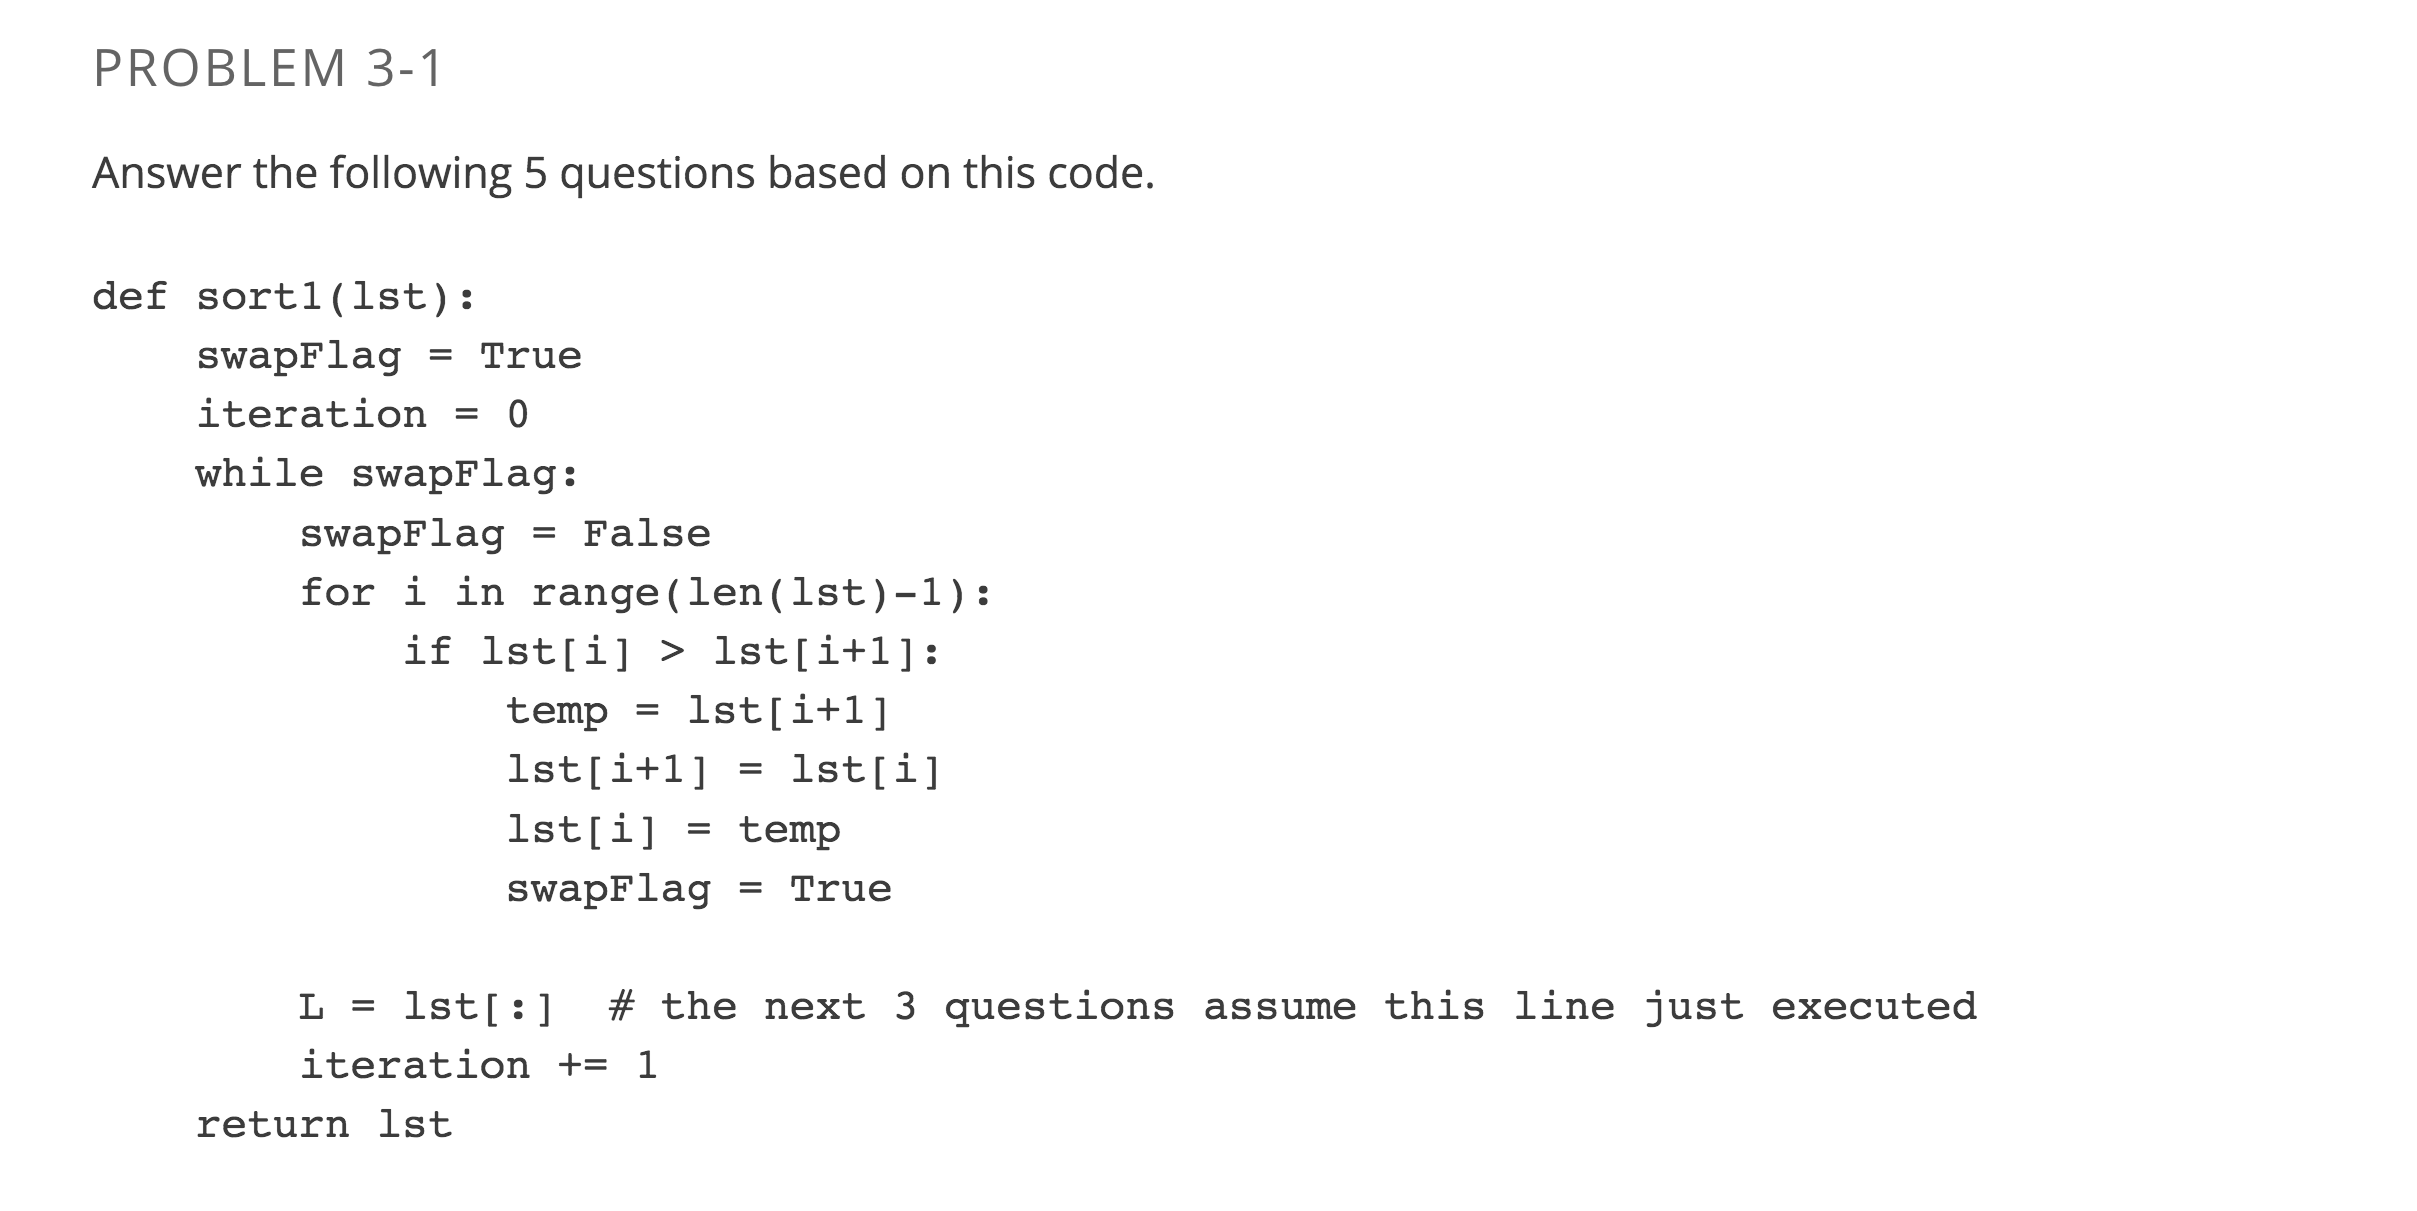 PROBLEM 3-1
Answer the following 5 questions based on this code.
def sort1(lst):
    swapFlag = True
    iteration = 0
    while swapFlag:
        swapFlag = False
        for i in range(len(lst)-1):
            if lst[i] > lst[i+1]:
                temp = lst[i+1]
                lst[i+1] = lst[i]
                lst[i] = temp
                swapFlag = True
        L = lst[:]  # the next 3 questions assume this line just executed
        iteration += 1
    return lst